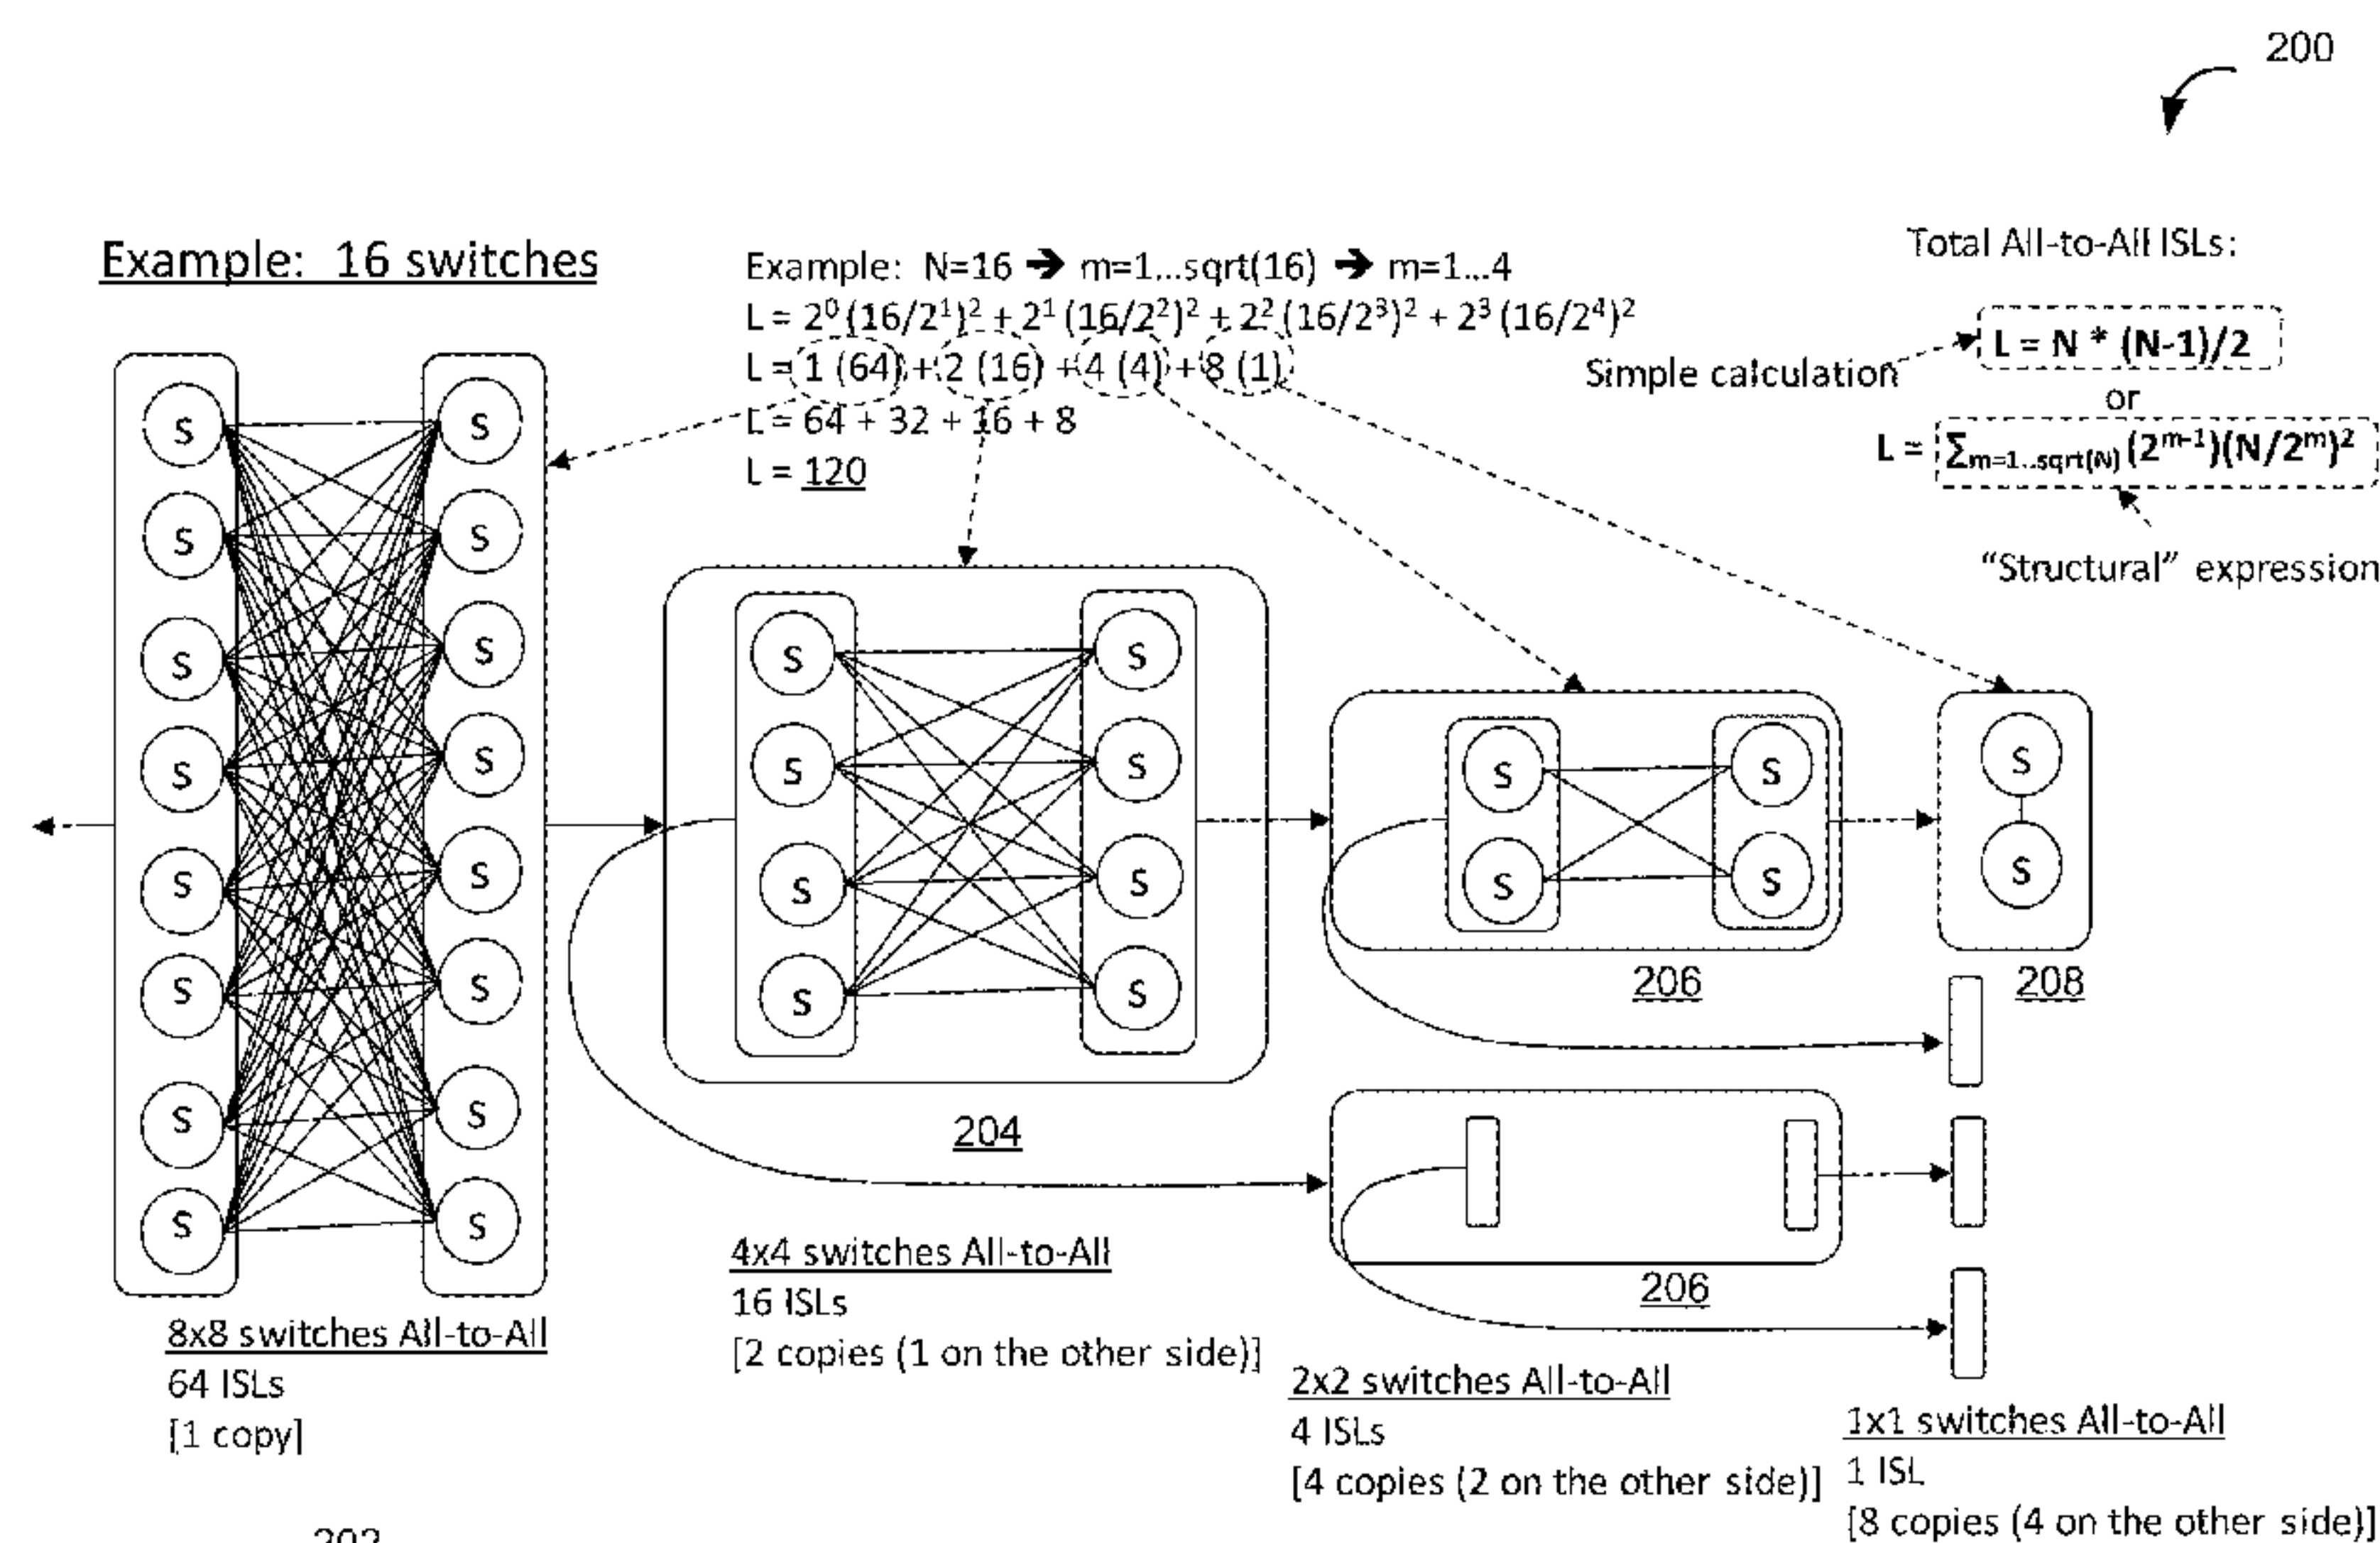 200
Example: 16 switches
Example: N=16 ➔ m=1...sqrt(16) ➔ m=1...4
L = 2⁰ (16/2¹)² + 2¹ (16/2²)² + 2² (16/2³)² + 2³ (16/2⁴)²
L = 1 (64) + 2 (16) + 4 (4) + 8 (1)
L = 64 + 32 + 16 + 8
L = 120
Total All-to-All ISLs:
Simple calculation
L = N * (N-1)/2
or
L = ∑m=1..sqrt(N) (2ᵐ⁻¹)(N/2ᵐ)²
“Structural” expression
S S
S S
S S
S S
S S
S S
S S
S S
S S
S S
S S
S S
S S
S S
S
S
204
206
208
206
8x8 switches All-to-All
64 ISLs
[1 copy]
4x4 switches All-to-All
16 ISLs
[2 copies (1 on the other side)]
2x2 switches All-to-All
4 ISLs
[4 copies (2 on the other side)]
1x1 switches All-to-All
1 ISL
[8 copies (4 on the other side)]